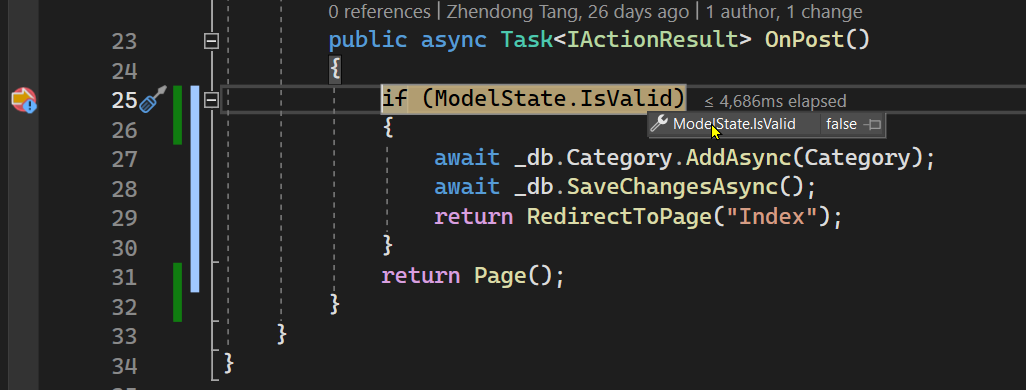 0 references | Zhendong Tang, 26 days ago | 1 author, 1 change
23 public async Task<IActionResult> OnPost()
24 {
25 if (ModelState.IsValid) ≤ 4,686ms elapsed
ModelState.IsValid false
26 {
27 await _db.Category.AddAsync(Category);
28 await _db.SaveChangesAsync();
29 return RedirectToPage("Index");
30 }
31 return Page();
32 }
33 }
34 }